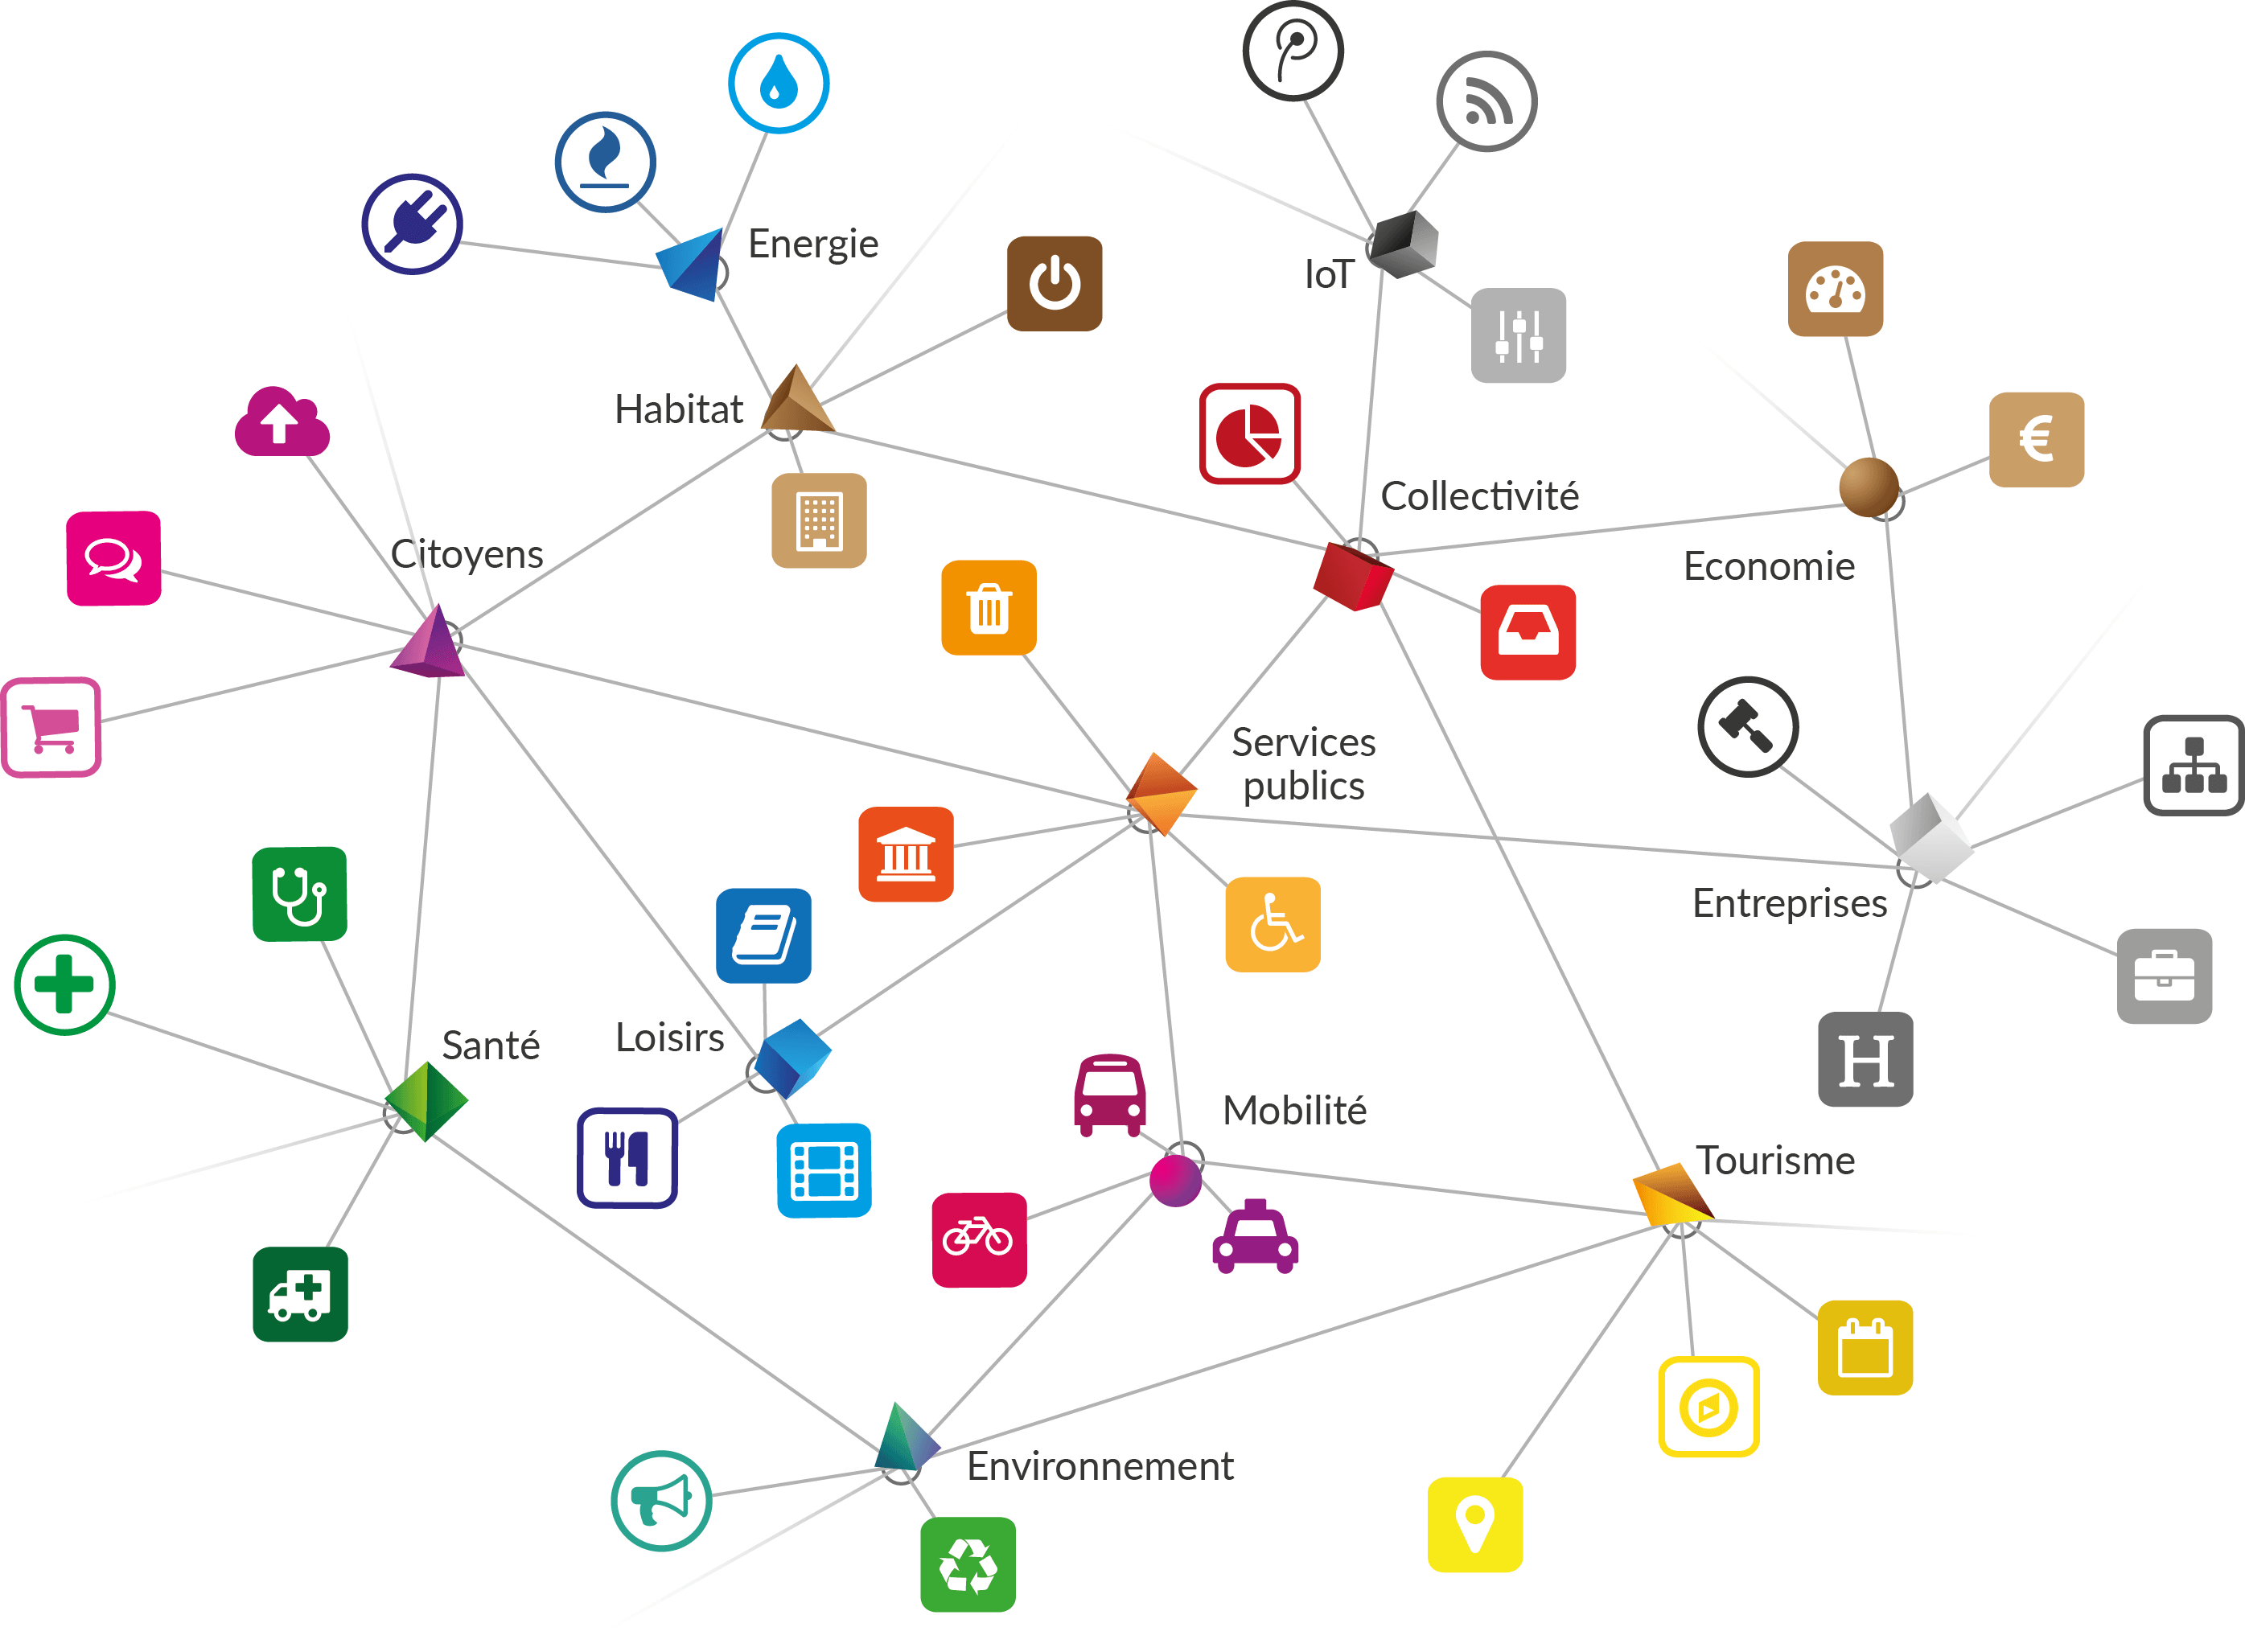 Energie
IoT
Habitat
Collectivité
Citoyens
Economie
€
Services
publics
Entreprises
Santé
Loisirs
H
Mobilité
Tourisme
Environnement